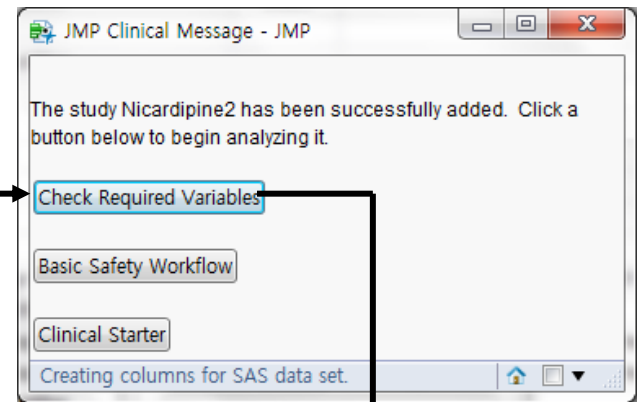 JMP Clinical Message - JMP
The study Nicardipine2 has been successfully added. Click a
button below to begin analyzing it.
Check Required Variables
Basic Safety Workflow
Clinical Starter
Creating columns for SAS data set.